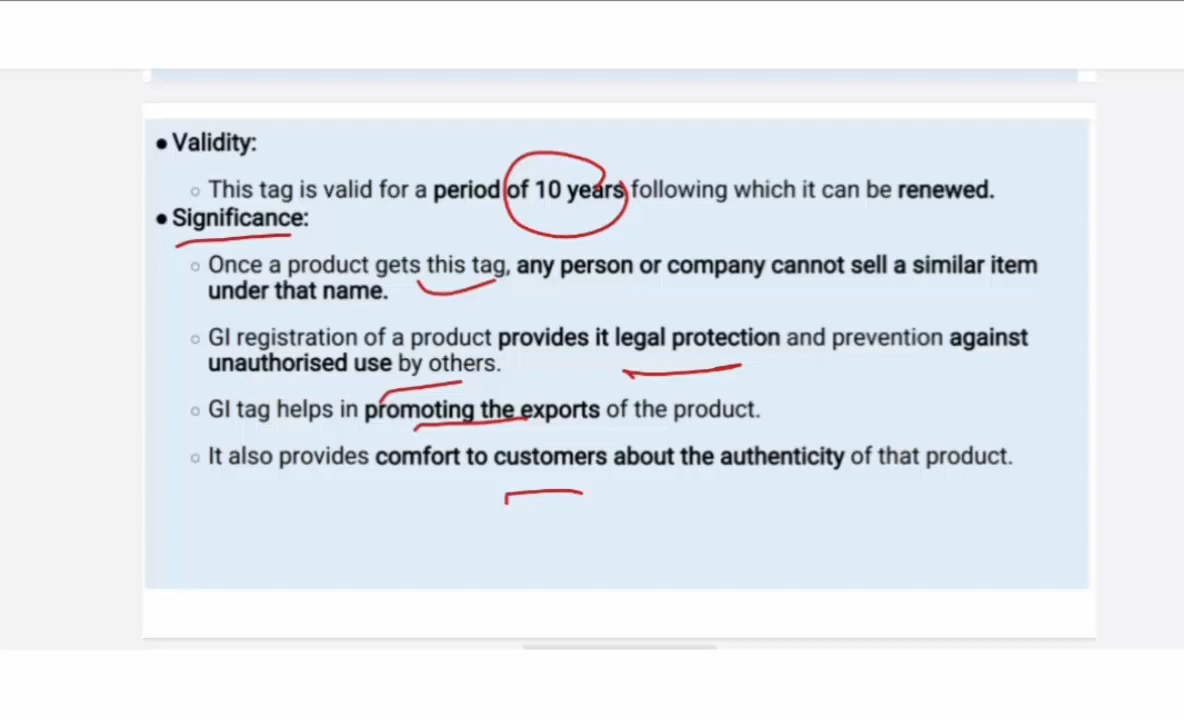 ● Validity:
○ This tag is valid for a period of 10 years following which it can be renewed.
● Significance:
○ Once a product gets this tag, any person or company cannot sell a similar item
under that name.
○ GI registration of a product provides it legal protection and prevention against
unauthorised use by others.
○ GI tag helps in promoting the exports of the product.
○ It also provides comfort to customers about the authenticity of that product.